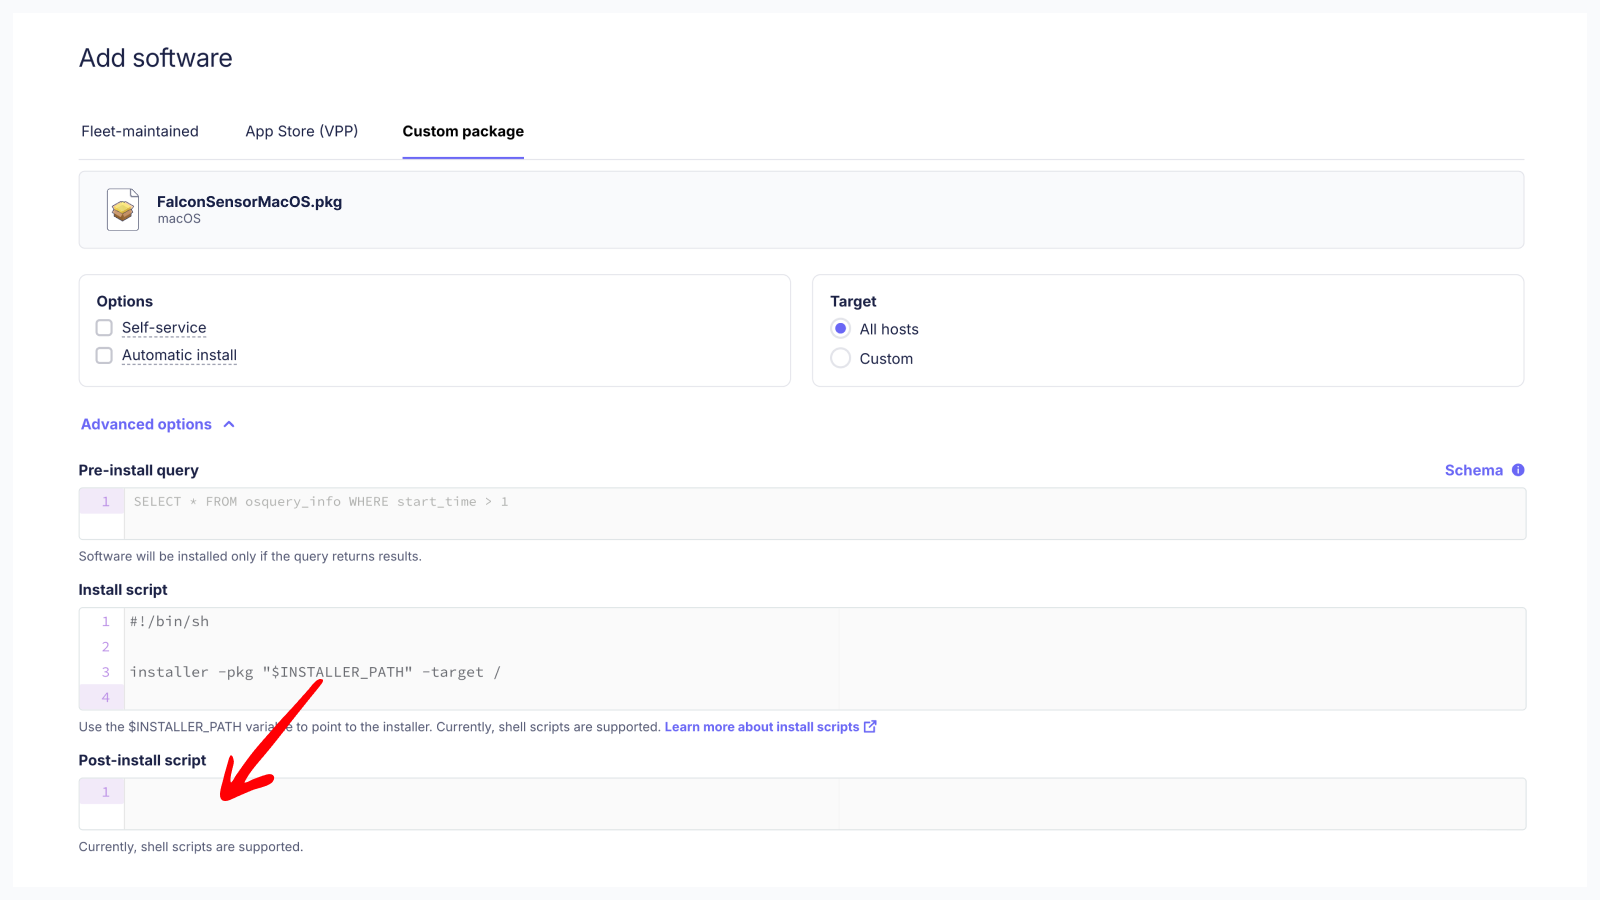 Add software
Fleet-maintained App Store (VPP) Custom package
FalconSensorMacOS.pkg
macOS
Options
Self-service
Automatic install
Target
All hosts
Custom
Advanced options
Pre-install query
Schema
1 SELECT * FROM osquery_info WHERE start_time > 1
Software will be installed only if the query returns results.
Install script
1 #!/bin/sh
2
3 installer -pkg "$INSTALLER_PATH" -target /
4
Use the $INSTALLER_PATH variable to point to the installer. Currently, shell scripts are supported. Learn more about install scripts
Post-install script
1
Currently, shell scripts are supported.